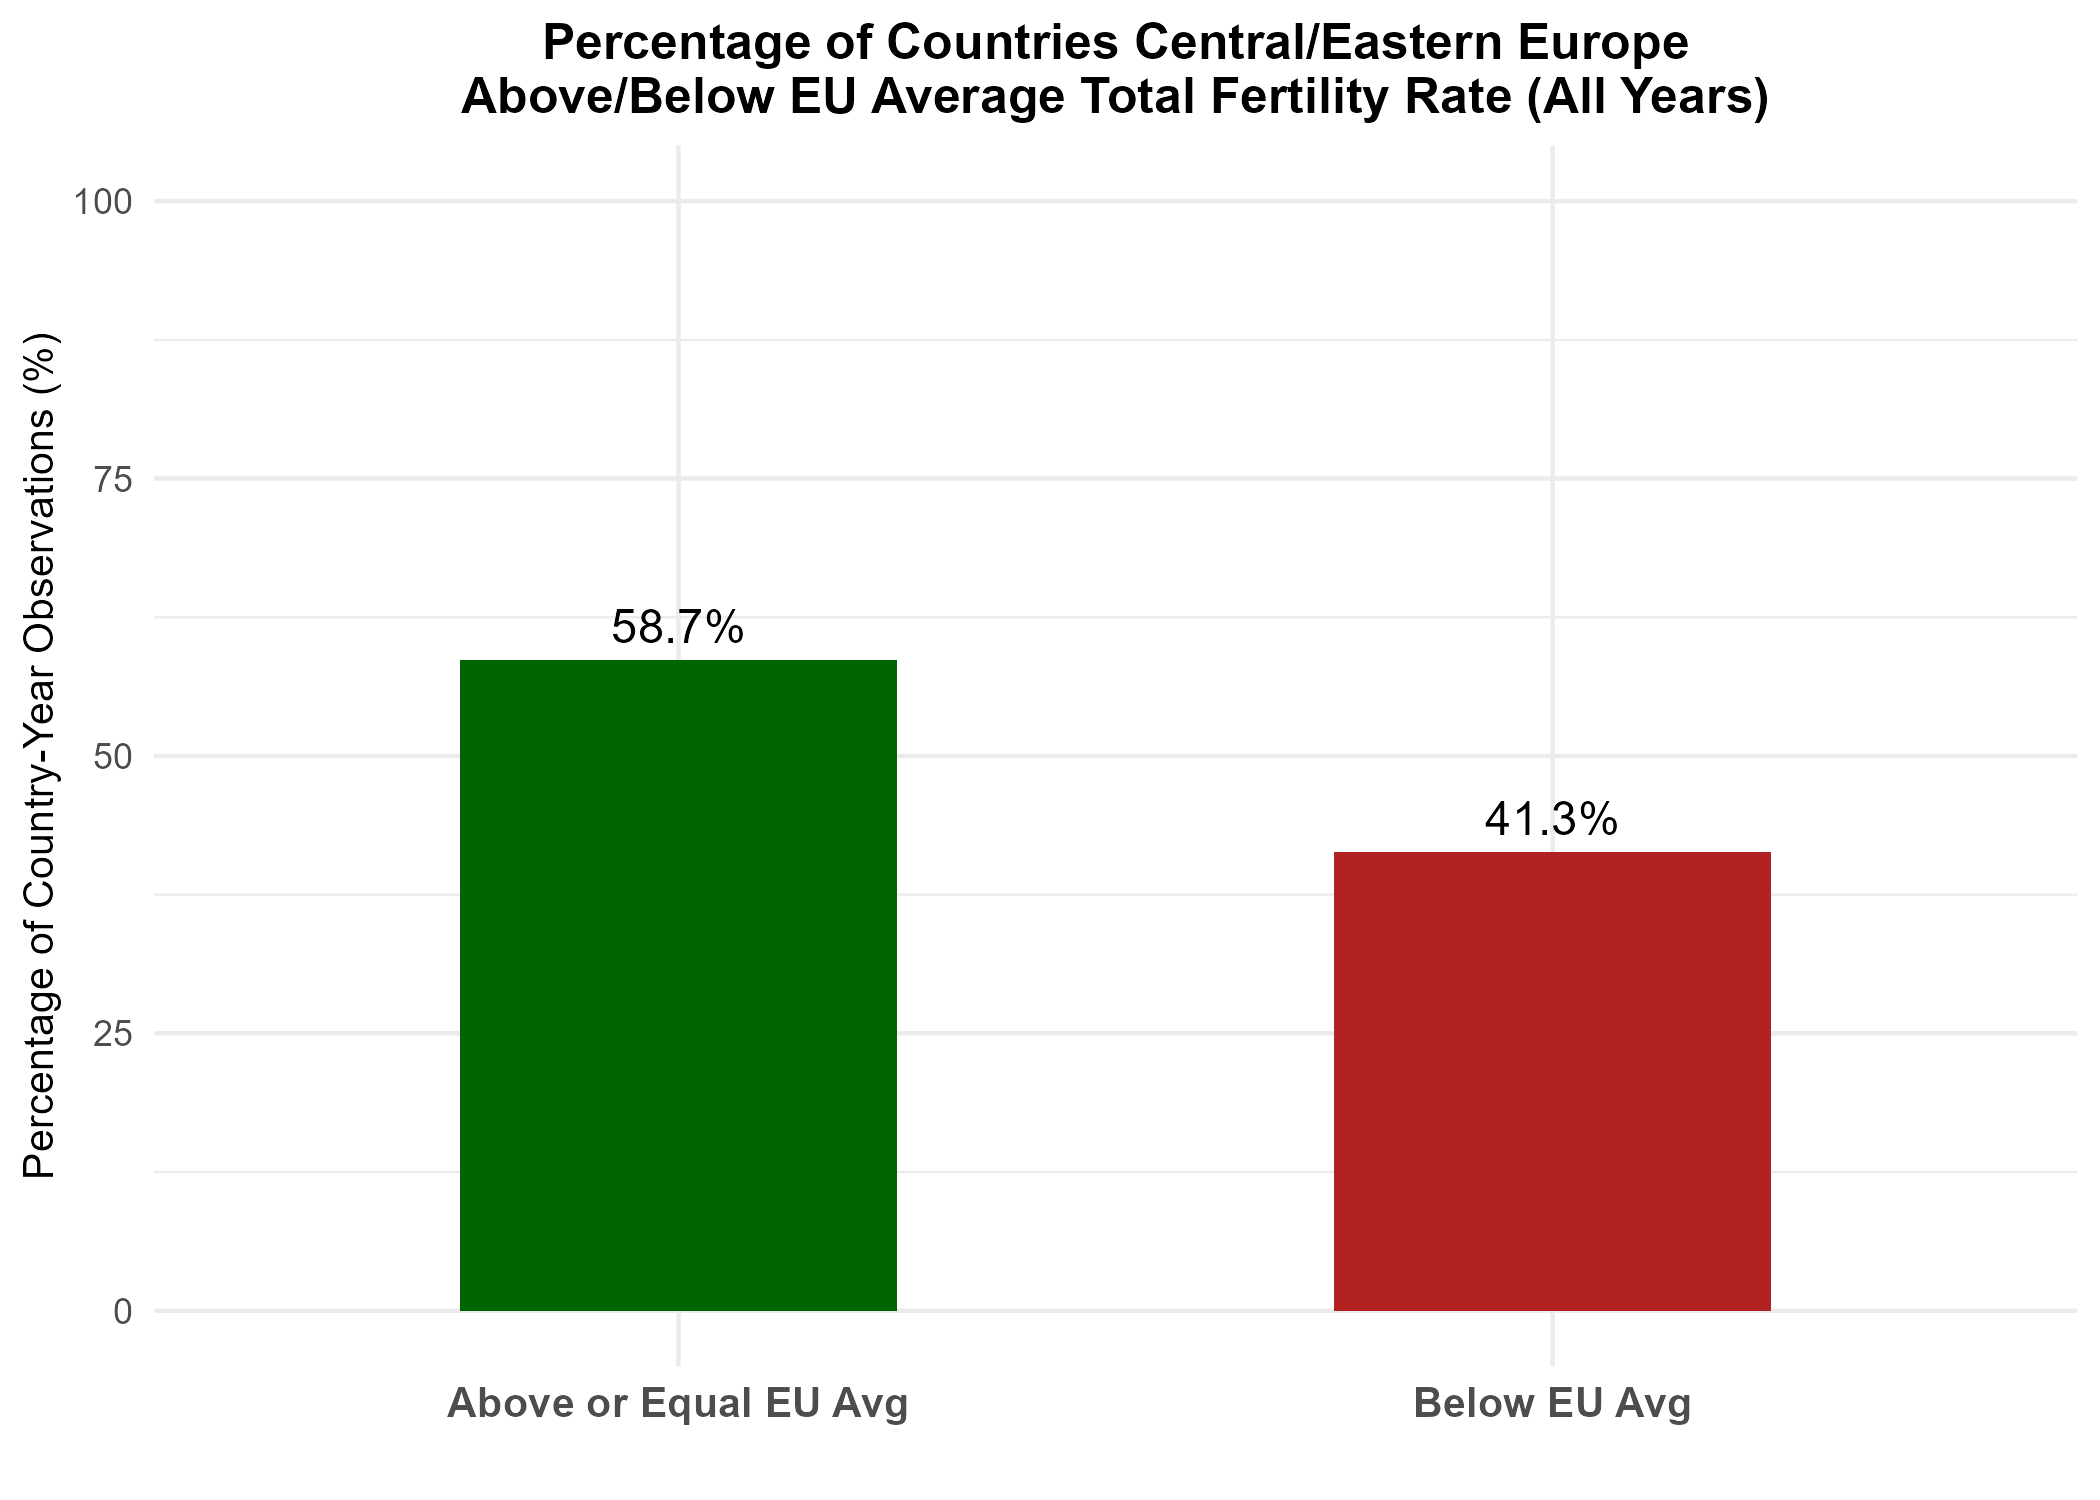 Percentage of Countries Central/Eastern Europe
Above/Below EU Average Total Fertility Rate (All Years)
Percentage of Country-Year Observations (%)
100
75
50
25
0
58.7%
41.3%
Above or Equal EU Avg
Below EU Avg